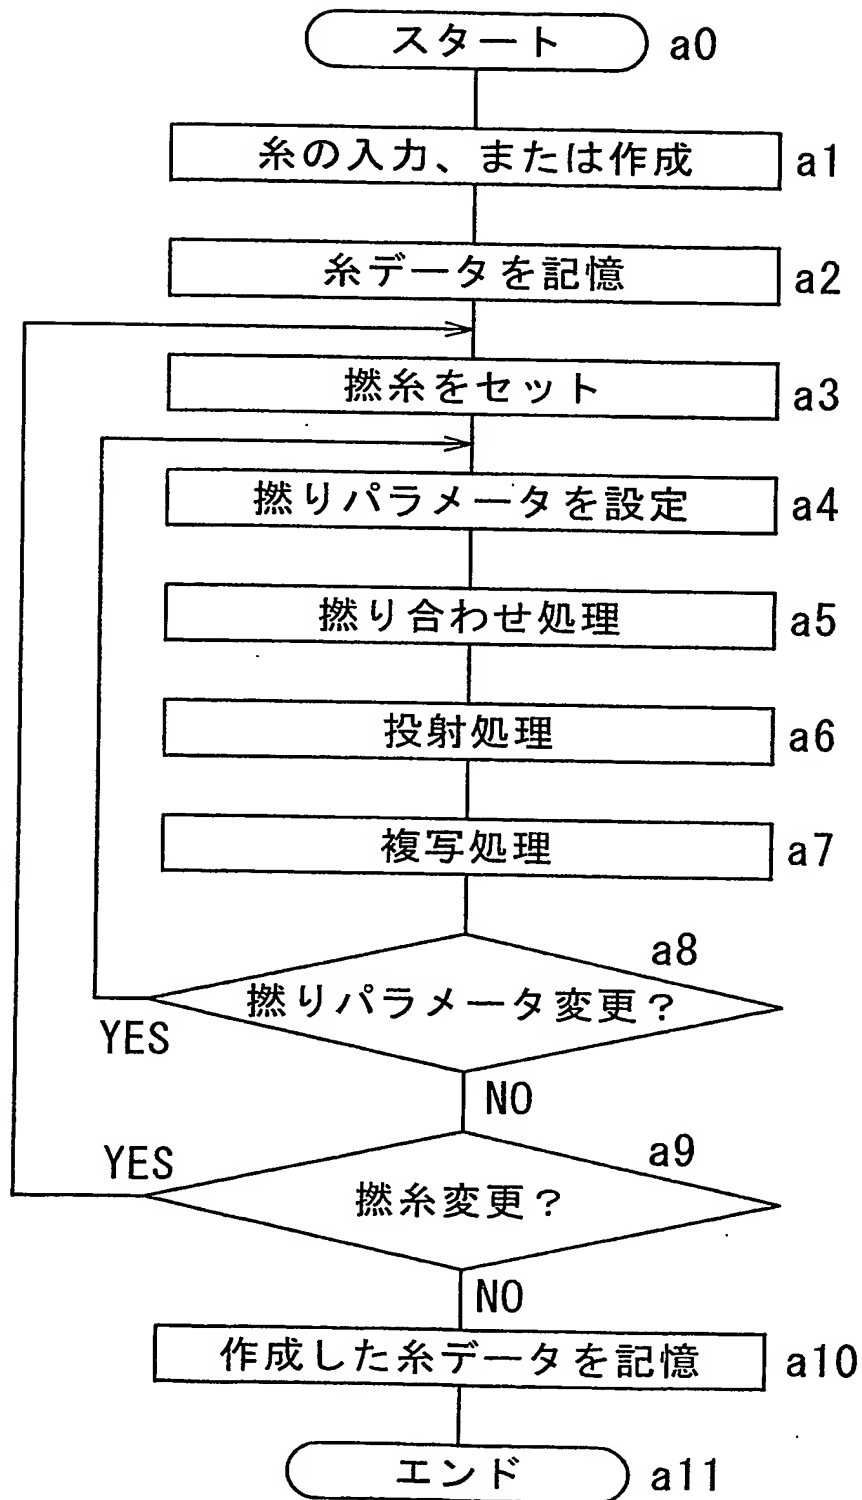 スタート a0
糸の入力、または作成 a1
糸データを記憶 a2
撚糸をセット a3
撚りパラメータを設定 a4
撚り合わせ処理 a5
投射処理 a6
複写処理 a7
a8
撚りパラメータ変更？
YES
NO
YES
a9
撚糸変更？
NO
作成した糸データを記憶 a10
エンド a11